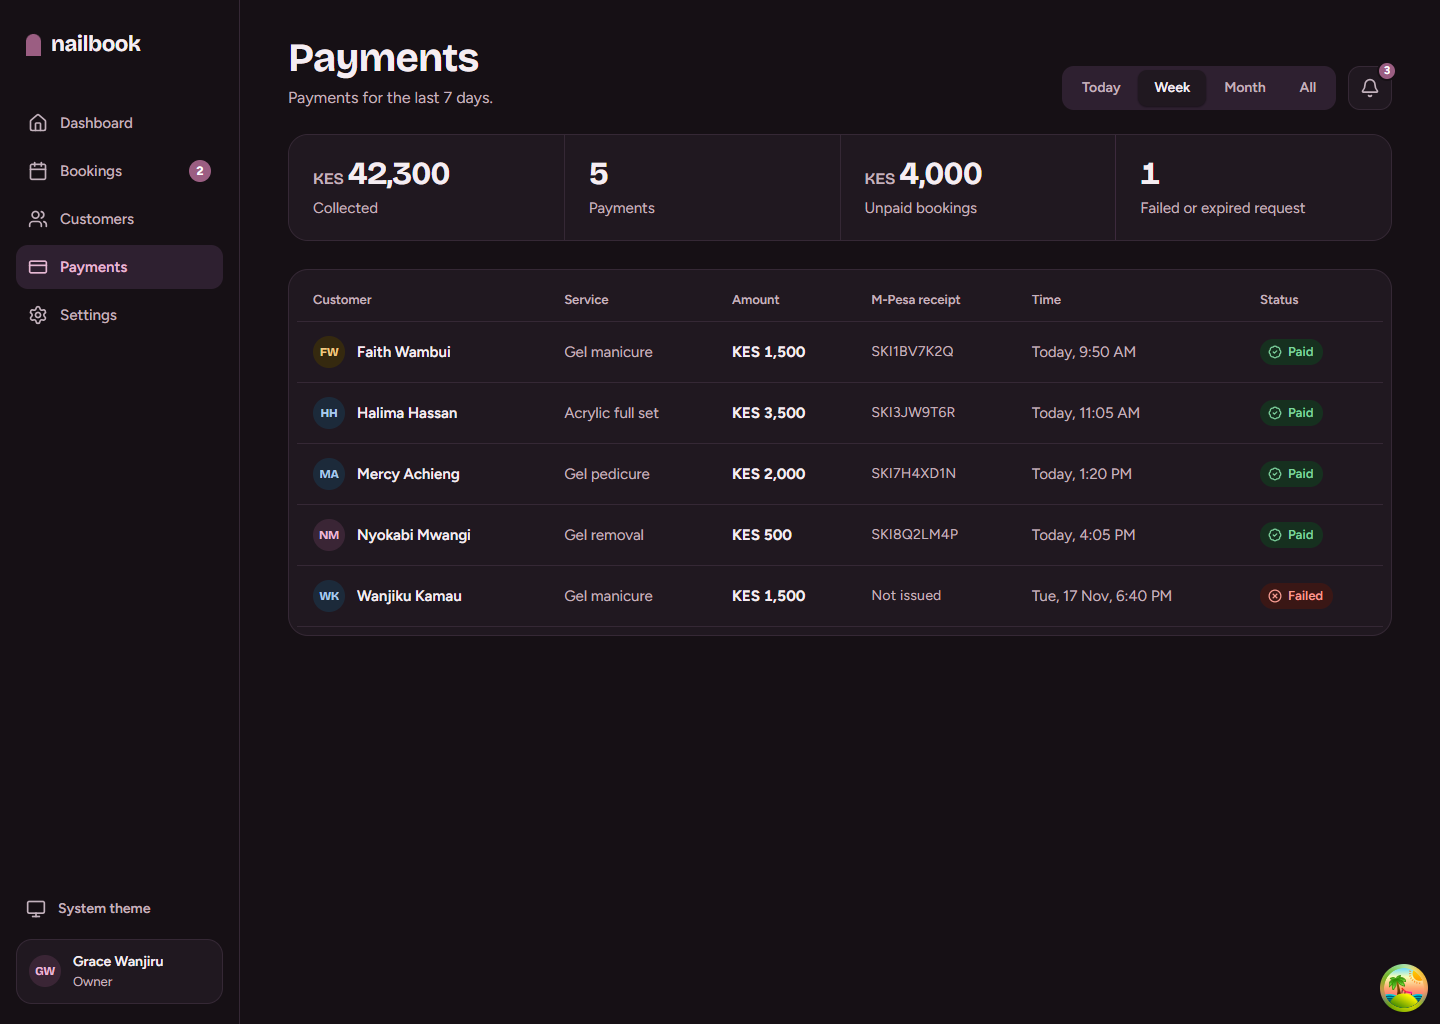 nailbook
Dashboard
Bookings 2
Customers
Payments
Settings
System theme
GW Grace Wanjiru
Owner
Payments
Payments for the last 7 days.
Today Week Month All 3
KES 42,300
Collected
5
Payments
KES 4,000
Unpaid bookings
1
Failed or expired request
Customer Service Amount M-Pesa receipt Time Status
FW Faith Wambui Gel manicure KES 1,500 SKI1BV7K2Q Today, 9:50 AM Paid
HH Halima Hassan Acrylic full set KES 3,500 SKI3JW9T6R Today, 11:05 AM Paid
MA Mercy Achieng Gel pedicure KES 2,000 SKI7H4XD1N Today, 1:20 PM Paid
NM Nyokabi Mwangi Gel removal KES 500 SKI8Q2LM4P Today, 4:05 PM Paid
WK Wanjiku Kamau Gel manicure KES 1,500 Not issued Tue, 17 Nov, 6:40 PM Failed